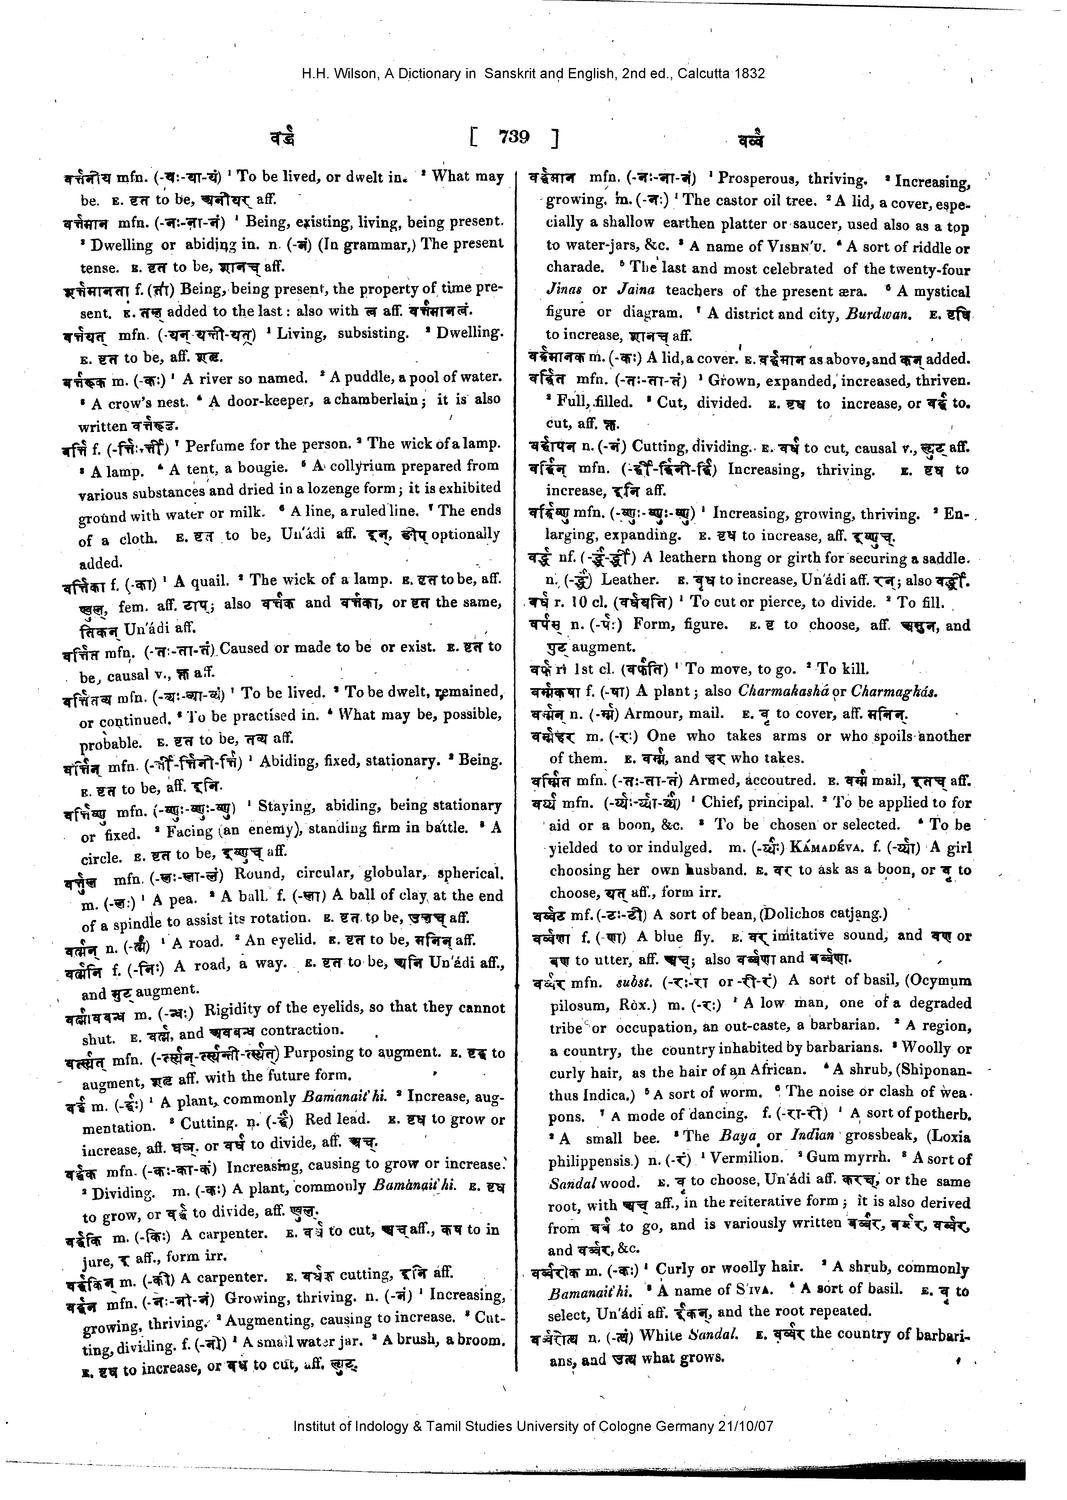 H.H. Wilson, A Dictionary in Sanskrit and English, 2nd ed., Calcutta 1832
वर्द्ध [ 739 ] वर्व्व
वर्त्तनीय mfn. (-यः-या-यं) ¹ To be lived, or dwelt in. ² What may
be. E. वृत to be, अनीयर् aff.
वर्त्तमान mfn. (-नः-ना-नं) ¹ Being, existing, living, being present.
² Dwelling or abiding in. n. (-नं) (In grammar,) The present
tense. E. वृत to be, शानच् aff.
वर्त्तमानता f. (-ता) Being, being present, the property of time pre-
sent. E. तल् added to the last: also with त्व aff. वर्त्तमानत्वं.
वर्त्तयत् mfn. (-यन्-यन्ती-यत्) ¹ Living, subsisting. ² Dwelling.
E. वृत to be, aff. शतृ.
वर्त्तरूक m. (-कः) ¹ A river so named. ² A puddle, a pool of water.
³ A crow's nest. ⁴ A door-keeper, a chamberlain; it is also
written वर्त्तरूट.
वर्त्ति f. (-र्त्तिः-र्त्ती) ¹ Perfume for the person. ² The wick of a lamp.
³ A lamp. ⁴ A tent, a bougie. ⁵ A collyrium prepared from
various substances and dried in a lozenge form; it is exhibited
ground with water or milk. ⁶ A line, a ruled line. ⁷ The ends
of a cloth. E. वृत to be, Un'ádi aff. इन्, ङीप् optionally
added.
वर्त्तिका f. (-का) ¹ A quail. ² The wick of a lamp. E. वृत to be, aff.
ण्वुल्, fem. aff. टाप्; also वर्त्तक and वर्त्तका, or वृत the same,
तिकन् Un'ádi aff.
वर्त्तित mfn. (-तः-ता-तं) Caused or made to be or exist. E. वृत to
be, causal v., क्त aff.
वर्त्तितव्य mfn. (-व्यः-व्या-व्यं) ¹ To be lived. ² To be dwelt, remained,
or continued. ³ To be practised in. ⁴ What may be, possible,
probable. E. वृत to be, तव्य aff.
वर्त्तिन् mfn. (-र्त्ती-र्त्तिनी-र्त्ति) ¹ Abiding, fixed, stationary. ² Being.
E. वृत to be, aff. इनि.
वर्त्तिष्णु mfn. (-ष्णुः-ष्णुः-ष्णु) ¹ Staying, abiding, being stationary
or fixed. ² Facing (an enemy), standing firm in battle. ³ A
circle. E. वृत to be, इष्णुच् aff.
वर्त्तुल mfn. (-लः-ला-लं) Round, circular, globular, spherical.
m. (-लः) ¹ A pea. ² A ball. f. (-ला) A ball of clay at the end
of a spindle to assist its rotation. E. वृत to be, उलच् aff.
वर्त्मन् n. (-र्त्म) ¹ A road. ² An eyelid. E. वृत to be, मनिन् aff.
वर्त्मनि f. (-निः) A road, a way. E. वृत to be, अनि Un'ádi aff.,
and मुट् augment.
वर्त्मावबन्ध m. (-न्धः) Rigidity of the eyelids, so that they cannot
shut. E. वर्त्म, and अवबन्ध contraction.
वर्त्स्यत् mfn. (-र्त्स्यन्-र्त्स्यन्ती-र्त्स्यत्) Purposing to augment. E. वृद्ध to
augment, शतृ aff. with the future form.
वर्द्ध m. (-र्द्धः) ¹ A plant, commonly Bamanait'hi. ² Increase, aug-
mentation. ³ Cutting. n. (-र्द्धं) Red lead. E. वृध to grow or
increase, aff. घञ्. or वर्ध to divide, aff. अच्.
वर्द्धक mfn. (-कः-का-कं) Increasing, causing to grow or increase.
² Dividing. m. (-कः) A plant, commonly Bamanait'hi. E. वृध
to grow, or वर्द्ध to divide, aff. ण्वुल्.
वर्द्धकि m. (-किः) A carpenter. E. वर्ध to cut, अच् aff., कष to in
jure, ड aff., form irr.
वर्द्धकिन् m. (-की) A carpenter. E. वर्धक cutting, इनि aff.
वर्द्धन mfn. (-नः-नी-नं) Growing, thriving. n. (-नं) ¹ Increasing,
growing, thriving. ² Augmenting, causing to increase. ³ Cut-
ting, dividing. f. (-नी) ¹ A small water jar. ² A brush, a broom.
E. वृध to increase, or वर्ध to cut, aff. ल्युट्.
वर्द्धमान mfn. (-नः-ना-नं) ¹ Prosperous, thriving. ² Increasing,
growing. m. (-नः) ¹ The castor oil tree. ² A lid, a cover, espe-
cially a shallow earthen platter or saucer, used also as a top
to water-jars, &c. ³ A name of VISHN'U. ⁴ A sort of riddle or
charade. ⁵ The last and most celebrated of the twenty-four
Jinas or Jaina teachers of the present æra. ⁶ A mystical
figure or diagram. ⁷ A district and city, Burdwan. E. वृधि
to increase, शानच् aff.
वर्द्धमानक m. (-कः) A lid, a cover. E. वर्द्धमान as above, and कन् added.
वर्द्धित mfn. (-तः-ता-तं) ¹ Grown, expanded, increased, thriven.
² Full, filled. ³ Cut, divided. E. वृध to increase, or वर्द्ध to
cut, aff. क्त.
वर्द्धापन n. (-नं) Cutting, dividing. E. वर्ध to cut, causal v., ल्युट् aff.
वर्द्धिन् mfn. (-र्द्धी-र्द्धिनी-र्द्धि) Increasing, thriving. E. वृध to
increase, इनि aff.
वर्द्धिष्णु mfn. (-ष्णुः-ष्णुः-ष्णु) ¹ Increasing, growing, thriving. ² En-
larging, expanding. E. वृध to increase, aff. इष्णुच्.
वर्द्ध्र nf. (-र्द्ध्रं-र्द्ध्री) A leathern thong or girth for securing a saddle.
n. (-र्द्ध्रं) Leather. E. वृध to increase, Un'ádi aff. रन्; also वर्द्ध्री.
वर्ध r. 10 cl. (वर्धयति) ¹ To cut or pierce, to divide. ² To fill.
वर्पस् n. (-र्पः) Form, figure. E. वृ to choose, aff. असुन्, and
पुट् augment.
वर्फ r. 1st cl. (वर्फति) ¹ To move, to go. ² To kill.
वर्म्मकषा f. (-षा) A plant; also Charmakashá or Charmaghás.
वर्म्मन् n. (-र्म्म) Armour, mail. E. वृ to cover, aff. मनिन्.
वर्म्महर m. (-रः) One who takes arms or who spoils another
of them. E. वर्म्म, and हर who takes.
वर्म्मित mfn. (-तः-ता-तं) Armed, accoutred. E. वर्म्म mail, इतच् aff.
वर्य्य mfn. (-र्य्यः-र्य्या-र्य्यं) ¹ Chief, principal. ² To be applied to for
aid or a boon, &c. ³ To be chosen or selected. ⁴ To be
yielded to or indulged. m. (-र्य्यः) KÁMADÉVA. f. (-र्य्या) A girl
choosing her own husband. E. वर to ask as a boon, or वृ to
choose, यत् aff., form irr.
वर्व्वट mf. (-टः-टी) A sort of bean, (Dolichos catjang.)
वर्व्वणा f. (-णा) A blue fly. E. वर् imitative sound, and वण or
बण to utter, aff. अच्; also वर्व्वेणा and बर्व्वणा.
वर्व्वर mfn. subst. (-रः-रा or -री-रं) A sort of basil, (Ocymum
pilosum, Rox.) m. (-रः) ¹ A low man, one of a degraded
tribe or occupation, an out-caste, a barbarian. ² A region,
a country, the country inhabited by barbarians. ³ Woolly or
curly hair, as the hair of an African. ⁴ A shrub, (Shiponan-
thus Indica.) ⁵ A sort of worm. ⁶ The noise or clash of wea-
pons. ⁷ A mode of dancing. f. (-रा-री) ¹ A sort of potherb.
² A small bee. ³ The Baya or Indian grossbeak, (Loxia
philippensis.) n. (-रं) ¹ Vermilion. ² Gum myrrh. ³ A sort of
Sandal wood. E. वृ to choose, Un'ádi aff. करच्, or the same
root, with अच् aff., in the reiterative form; it is also derived
from बर्ब to go, and is variously written बर्व्वर, बर्ब्बर, वर्व्वर,
and वर्व्वर, &c.
वर्व्वरीक m. (-कः) ¹ Curly or woolly hair. ² A shrub, commonly
Bamanait'hi. ³ A name of S'IVA. ⁴ A sort of basil. E. वृ to
select, Un'ádi aff. ईकन्, and the root repeated.
वर्व्वरोत्थ n. (-त्थं) White Sandal. E. वर्व्वर the country of barbari-
ans, and उत्थ what grows.
Institut of Indology & Tamil Studies University of Cologne Germany 21/10/07